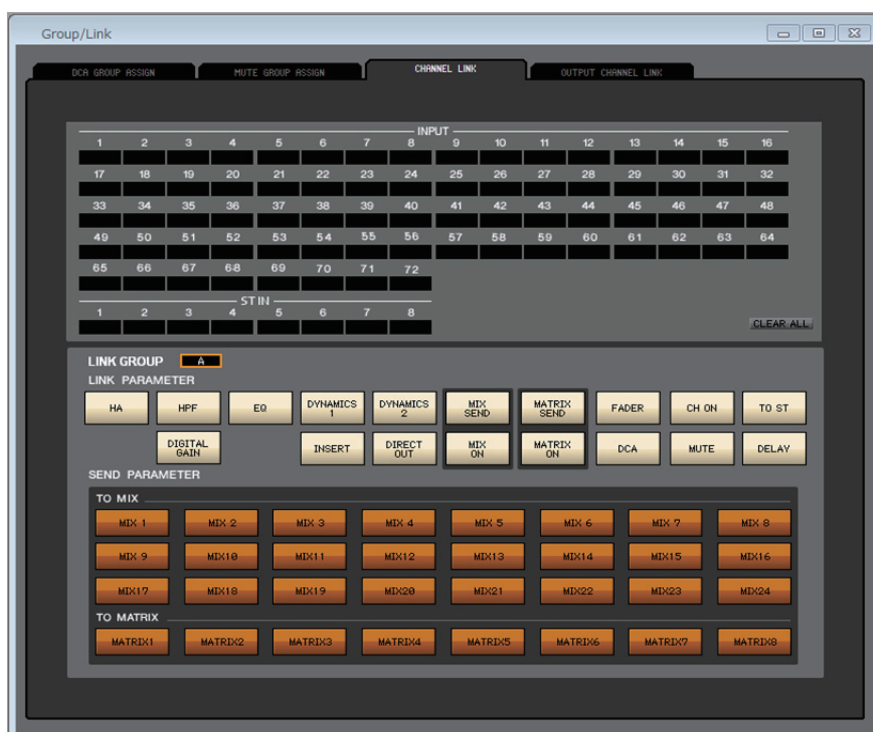 Group/Link
DCA GROUP ASSIGN MUTE GROUP ASSIGN CHANNEL LINK OUTPUT CHANNEL LINK
INPUT
1 2 3 4 5 6 7 8 9 10 11 12 13 14 15 16
17 18 19 20 21 22 23 24 25 26 27 28 29 30 31 32
33 34 35 36 37 38 39 40 41 42 43 44 45 46 47 48
49 50 51 52 53 54 55 56 57 58 59 60 61 62 63 64
65 66 67 68 69 70 71 72
ST IN
1 2 3 4 5 6 7 8
CLEAR ALL
LINK GROUP A
LINK PARAMETER
HA HPF EQ DYNAMICS 1 DYNAMICS 2 MIX SEND MATRIX SEND FADER CH ON TO ST
DIGITAL GAIN INSERT DIRECT OUT MIX ON MATRIX ON DCA MUTE DELAY
SEND PARAMETER
TO MIX
MIX 1 MIX 2 MIX 3 MIX 4 MIX 5 MIX 6 MIX 7 MIX 8
MIX 9 MIX10 MIX11 MIX12 MIX13 MIX14 MIX15 MIX16
MIX17 MIX18 MIX19 MIX20 MIX21 MIX22 MIX23 MIX24
TO MATRIX
MATRIX1 MATRIX2 MATRIX3 MATRIX4 MATRIX5 MATRIX6 MATRIX7 MATRIX8